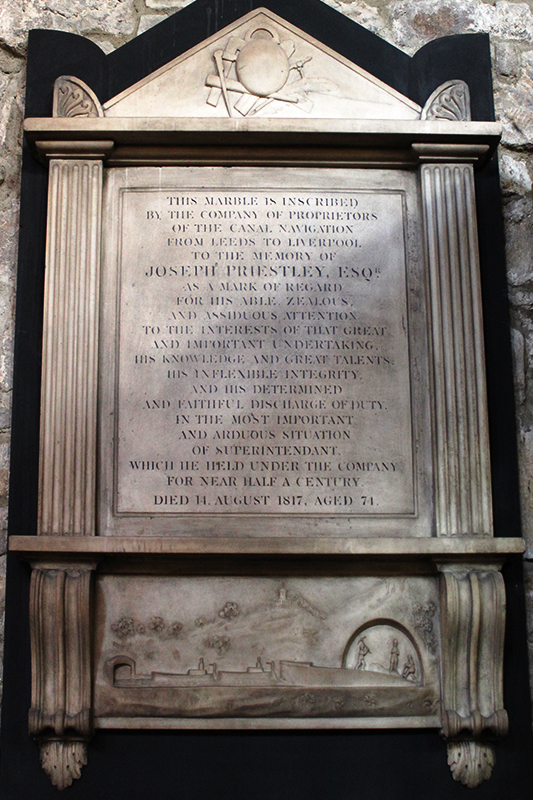 THIS MARBLE IS INSCRIBED
BY THE COMPANY OF PROPRIETORS
OF THE CANAL NAVIGATION
FROM LEEDS TO LIVERPOOL,
TO THE MEMORY OF
JOSEPH PRIESTLEY, ESQR.
AS A MARK OF REGARD
FOR HIS ABLE, ZEALOUS,
AND ASSIDUOUS ATTENTION
TO THE INTERESTS OF THAT GREAT
AND IMPORTANT UNDERTAKING,
HIS KNOWLEDGE AND GREAT TALENTS,
HIS INFLEXIBLE INTEGRITY,
AND HIS DETERMINED
AND FAITHFUL DISCHARGE OF DUTY,
IN THE MOST IMPORTANT
AND ARDUOUS SITUATION
OF SUPERINTENDANT,
WHICH HE HELD UNDER THE COMPANY
FOR NEAR HALF A CENTURY.
DIED 14, AUGUST 1817, AGED 74.